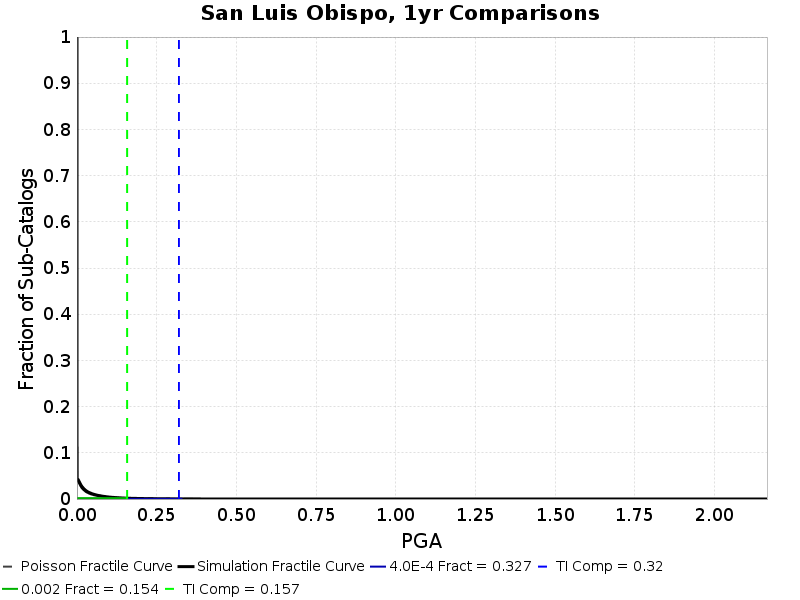 San Luis Obispo, 1yr Comparisons
Fraction of Sub-Catalogs
1
0.9
0.8
0.7
0.6
0.5
0.4
0.3
0.2
0.1
0
0.00 0.25 0.50 0.75 1.00 1.25 1.50 1.75 2.00
PGA
Poisson Fractile Curve Simulation Fractile Curve 4.0E-4 Fract = 0.327 TI Comp = 0.32
0.002 Fract = 0.154 TI Comp = 0.157